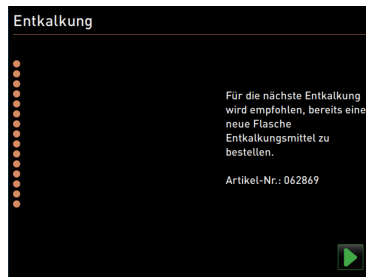 Entkalkung
Für die nächste Entkalkung
wird empfohlen, bereits eine
neue Flasche
Entkalkungsmittel zu
bestellen.
Artikel-Nr.: 062869